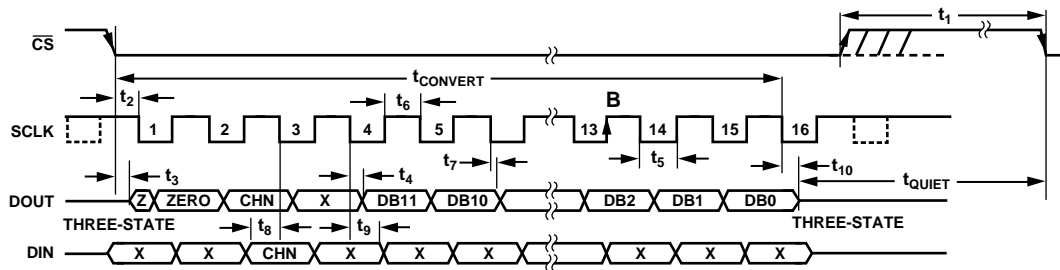 t1
CS
tCONVERT
t2
t6
B
SCLK
1 2 3 4 5 13 14 15 16
t7
t5
t10
t3
t4
tQUIET
DOUT
Z ZERO CHN X DB11 DB10 DB2 DB1 DB0
THREE-STATE
THREE-STATE
t8
t9
DIN
X X CHN X X X X X X